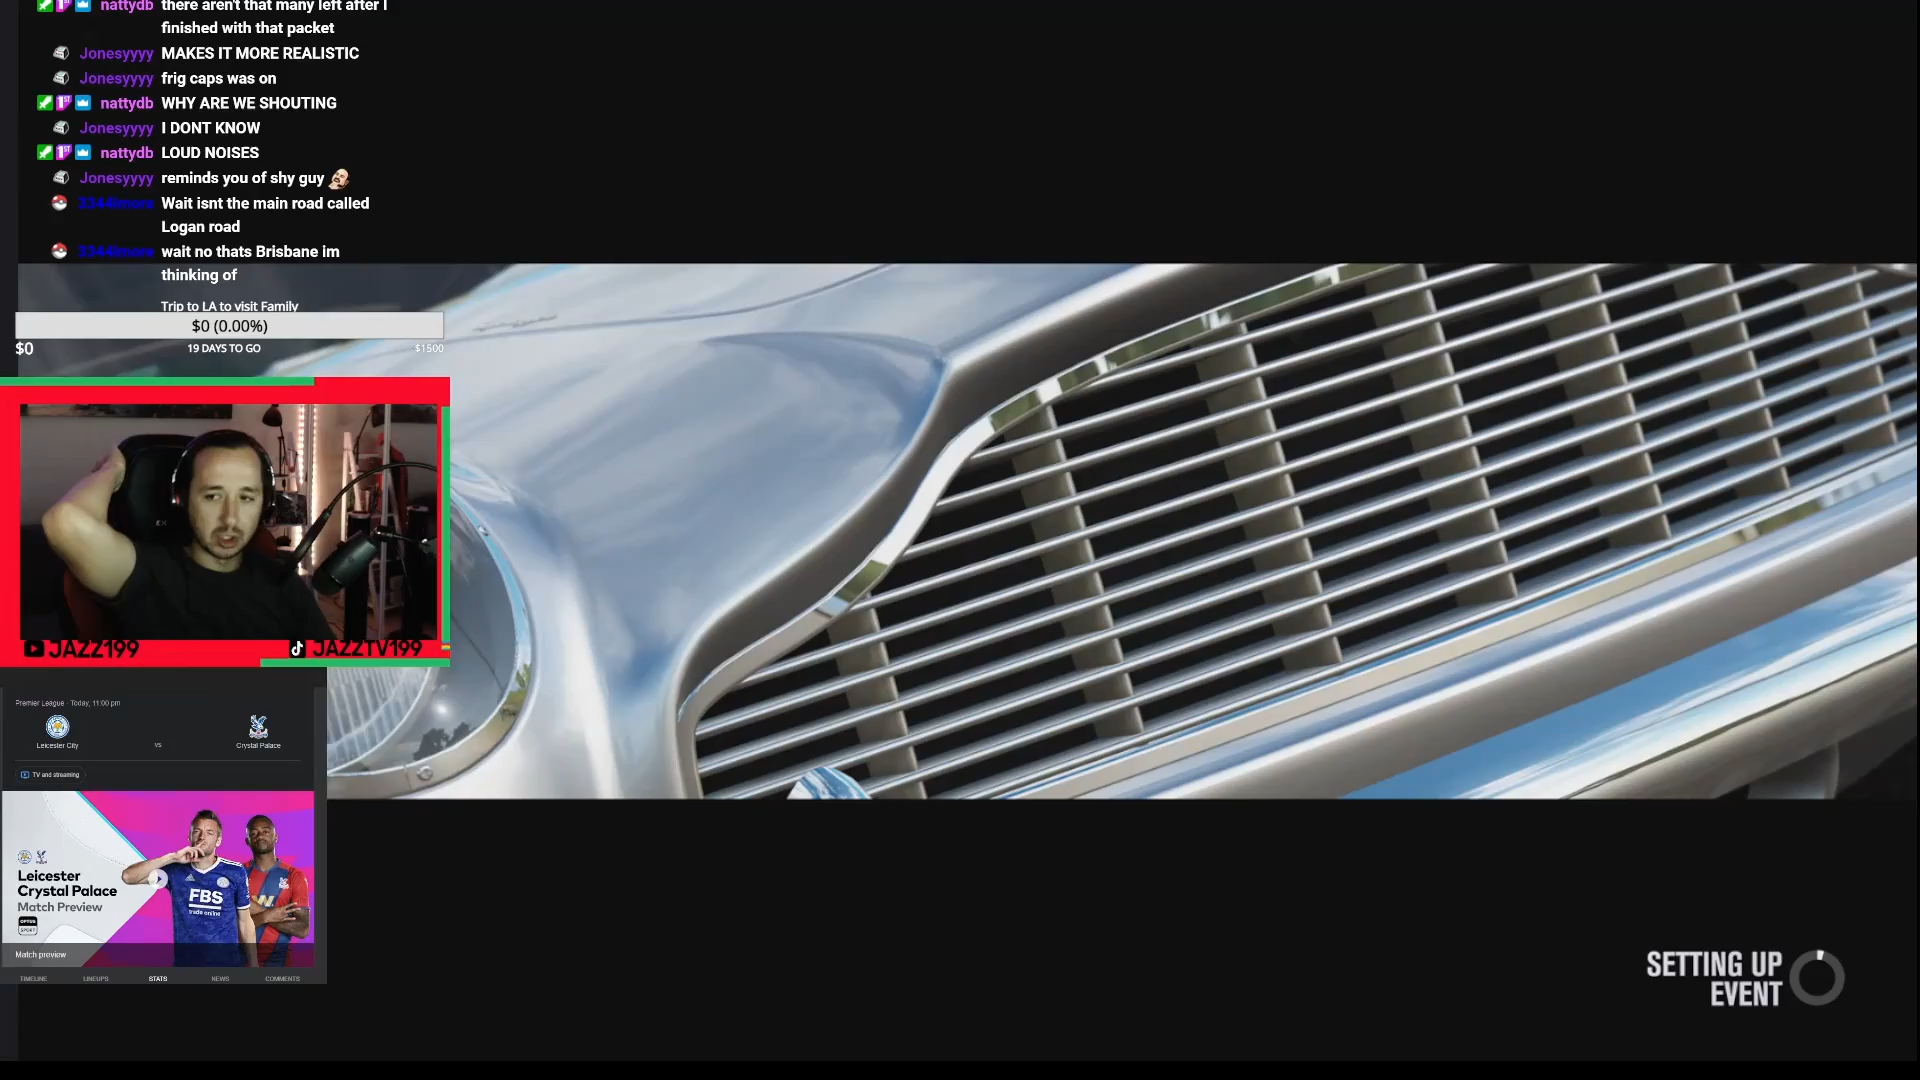 nattydb there aren't that many left after I
finished with that packet
Jonesyyyy MAKES IT MORE REALISTIC
Jonesyyyy frig caps was on
nattydb WHY ARE WE SHOUTING
Jonesyyyy I DONT KNOW
nattydb LOUD NOISES
Jonesyyyy reminds you of shy guy
Wait isnt the main road called
Logan road
wait no thats Brisbane im
thinking of
Trip to LA to visit Family
$0 (0.00%)
$0 19 DAYS TO GO $1500
JAZZ199 JAZZTV199
Premier League · Today, 11:00 pm
Leicester City vs Crystal Palace
TV and streaming
Leicester
Crystal Palace
Match Preview
OPTUS
SPORT
FBS
trade online
Match preview
TIMELINE LINEUPS STATS NEWS COMMENTS
SETTING UP
EVENT